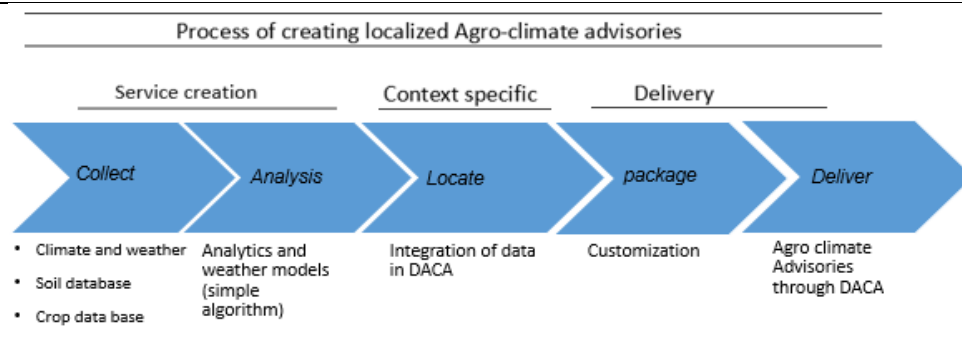 Process of creating localized Agro-climate advisories
Service creation
Context specific
Delivery
Collect
Analysis
Locate
package
Deliver
• Climate and weather
• Soil database
• Crop data base
Analytics and
weather models
(simple
algorithm)
Integration of data
in DACA
Customization
Agro climate
Advisories
through DACA